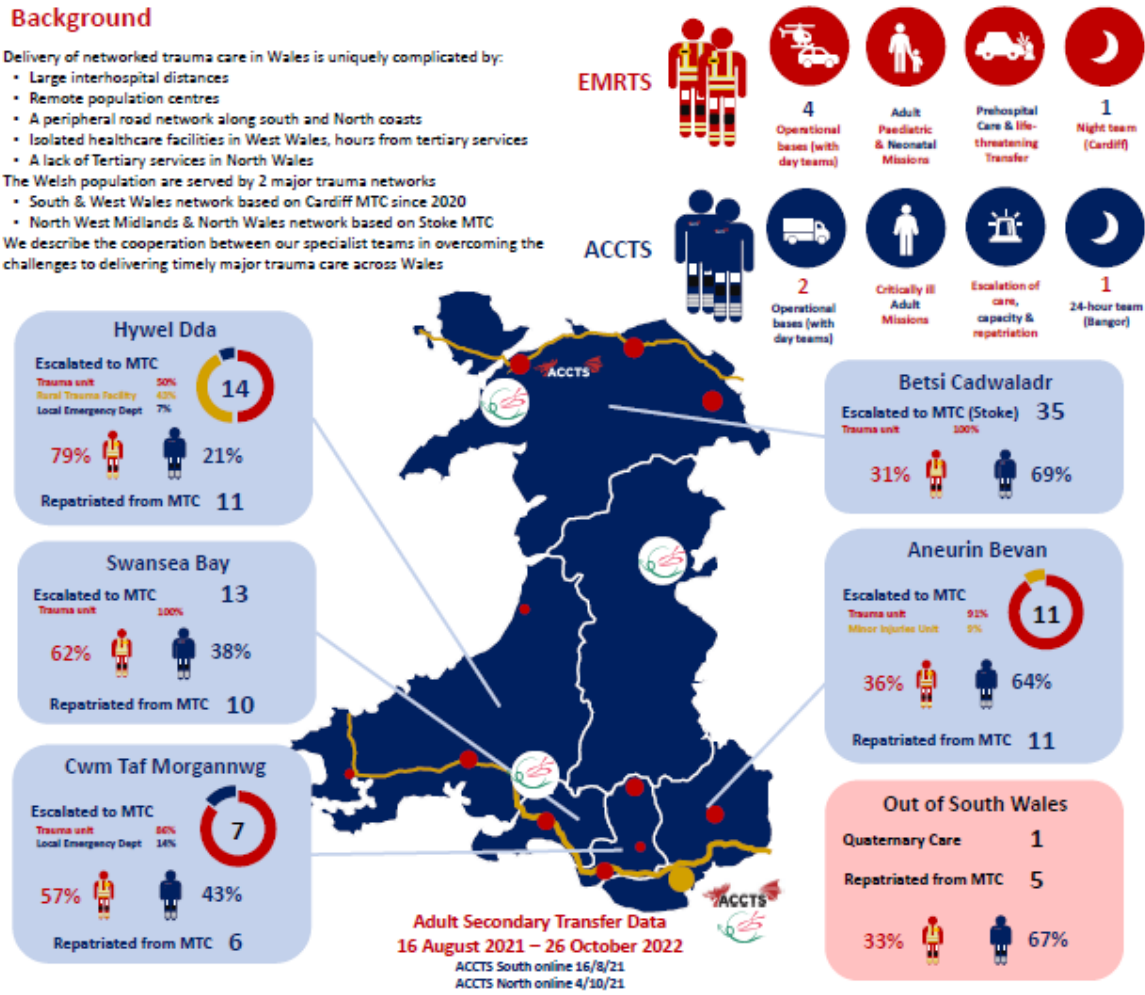 Background
Delivery of networked trauma care in Wales is uniquely complicated by:
• Large interhospital distances
• Remote population centres
• A peripheral road network along south and North coasts
• Isolated healthcare facilities in West Wales, hours from tertiary services
• A lack of Tertiary services in North Wales
The Welsh population are served by 2 major trauma networks
• South & West Wales network based on Cardiff MTC since 2020
• North West Midlands & North Wales network based on Stoke MTC
We describe the cooperation between our specialist teams in overcoming the
challenges to delivering timely major trauma care across Wales
EMRTS
4
Operational
bases (with
day teams)
Adult
Paediatric
& Neonatal
Missions
Prehospital
Care & life-
threatening
Transfer
1
Night team
(Cardiff)
ACCTS
2
Operational
bases (with
day teams)
Critically ill
Adult
Missions
Escalation of
care,
capacity &
repatriation
1
24-hour team
(Bangor)
Hywel Dda
Escalated to MTC
Trauma unit 50%
Rural Trauma Facility 43%
Local Emergency Dept 7%
14
79% 21%
Repatriated from MTC 11
Swansea Bay
Escalated to MTC 13
Trauma unit 100%
62% 38%
Repatriated from MTC 10
Cwm Taf Morgannwg
Escalated to MTC
Trauma unit 86%
Local Emergency Dept 14%
7
57% 43%
Repatriated from MTC 6
ACCTS
Betsi Cadwaladr
Escalated to MTC (Stoke) 35
Trauma unit 100%
31% 69%
Aneurin Bevan
Escalated to MTC
Trauma unit 91%
Minor Injuries Unit 9%
11
36% 64%
Repatriated from MTC 11
Out of South Wales
Quaternary Care 1
Repatriated from MTC 5
33% 67%
ACCTS
Adult Secondary Transfer Data
16 August 2021 – 26 October 2022
ACCTS South online 16/8/21
ACCTS North online 4/10/21